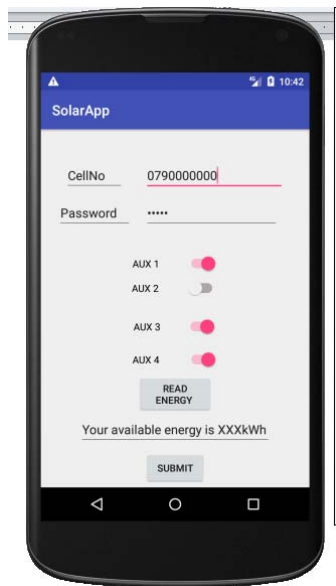 10:42
SolarApp
CellNo 0790000000
Password •••••
AUX 1
AUX 2
AUX 3
AUX 4
READ
ENERGY
Your available energy is XXXkWh
SUBMIT